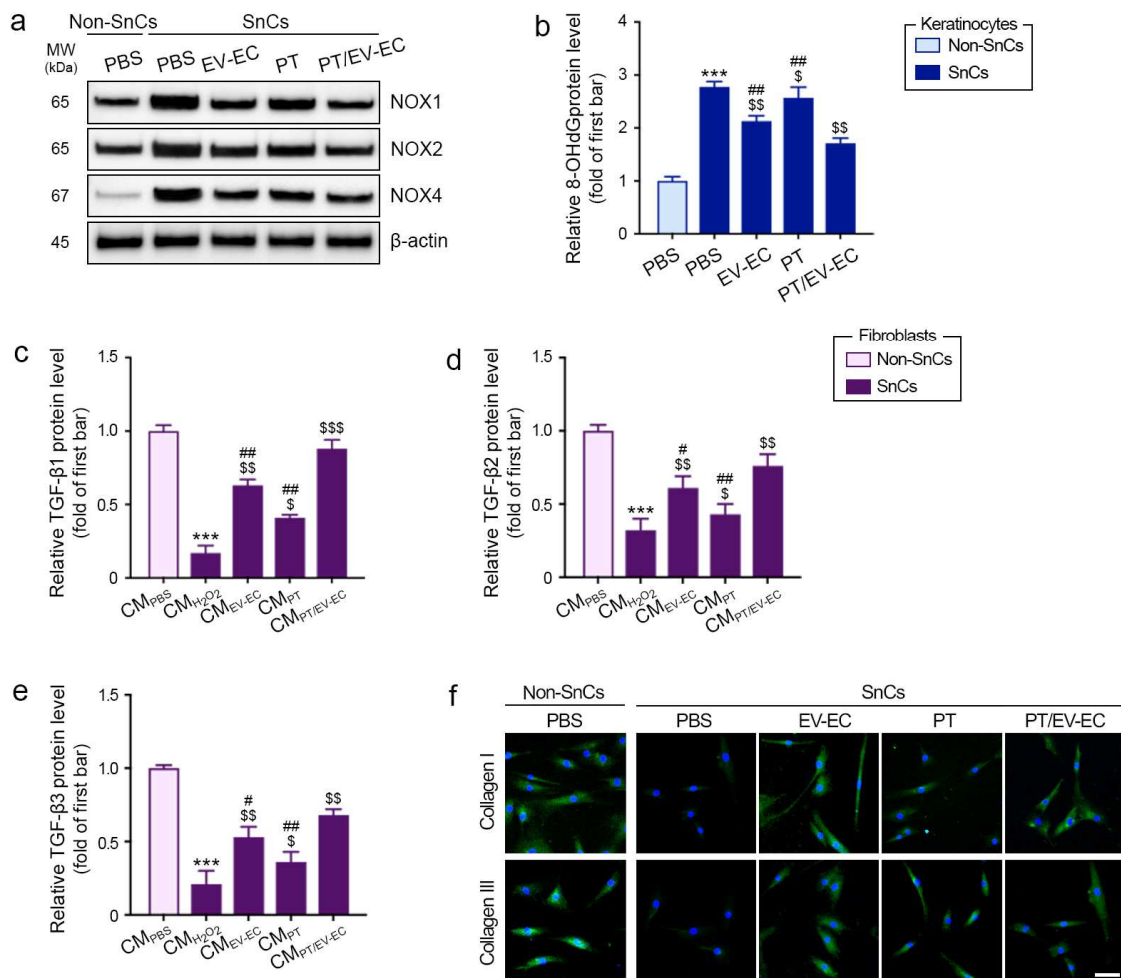 a
Non-SnCs SnCs
MW
(kDa)
PBS PBS EV-EC PT PT/EV-EC
65 NOX1
65 NOX2
67 NOX4
45 β-actin
b
Keratinocytes
Non-SnCs
SnCs
Relative 8-OHdGprotein level
(fold of first bar)
4
3
2
1
0
***
##
$$
##
$
$$
PBS PBS EV-EC PT PT/EV-EC
Fibroblasts
Non-SnCs
SnCs
c
Relative TGF-β1 protein level
(fold of first bar)
1.5
1.0
0.5
0
***
##
$$
##
$
$$$
CMPBS CMH2O2 CMEV-EC CMPT CMPT/EV-EC
d
Relative TGF-β2 protein level
(fold of first bar)
1.5
1.0
0.5
0
***
#
$$
##
$
$$
CMPBS CMH2O2 CMEV-EC CMPT CMPT/EV-EC
e
Relative TGF-β3 protein level
(fold of first bar)
1.5
1.0
0.5
0
***
#
$$
##
$
$$
CMPBS CMH2O2 CMEV-EC CMPT CMPT/EV-EC
f
Non-SnCs SnCs
PBS PBS EV-EC PT PT/EV-EC
Collagen I
Collagen III